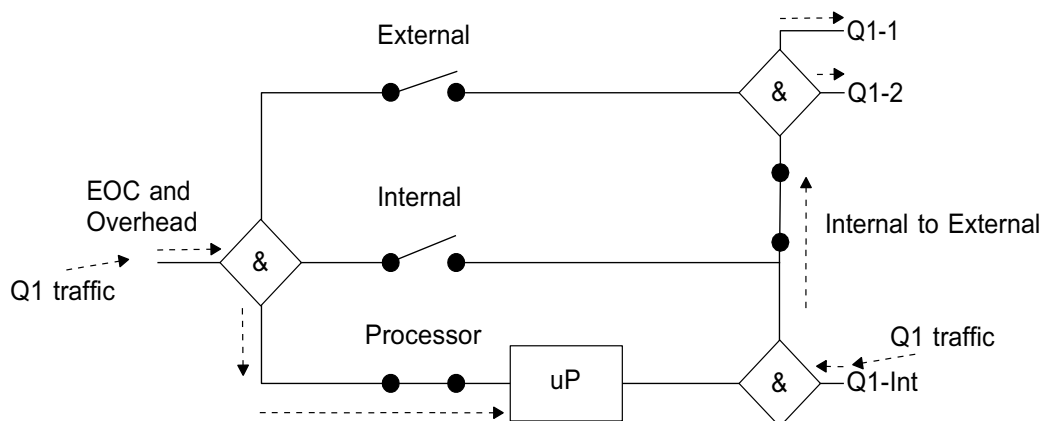 External
Q1-1
&
Q1-2
EOC and
Overhead
Internal
Internal to External
&
Q1 traffic
Processor
Q1 traffic
uP
&
Q1-Int